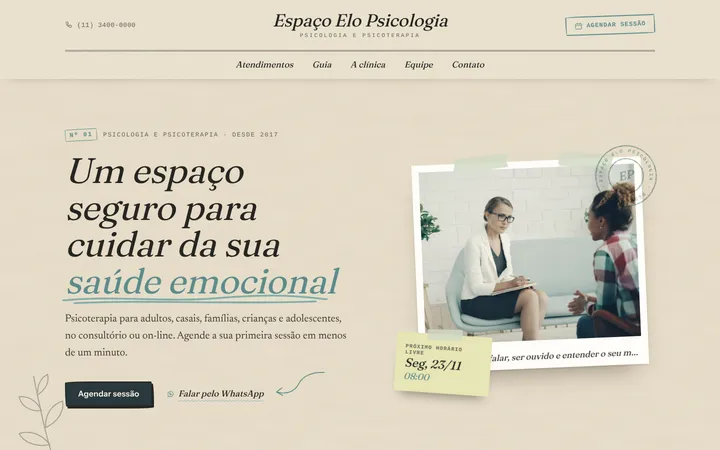 (11) 3400-0000
Espaço Elo Psicologia
PSICOLOGIA E PSICOTERAPIA
AGENDAR SESSÃO
Atendimentos Guia A clínica Equipe Contato
Nº 01 PSICOLOGIA E PSICOTERAPIA · DESDE 2017
Um espaço
seguro para
cuidar da sua
saúde emocional
Psicoterapia para adultos, casais, famílias, crianças e adolescentes,
no consultório ou on-line. Agende a sua primeira sessão em menos
de um minuto.
Agendar sessão
Falar pelo WhatsApp
ESPAÇO ELO PSICOLOGIA
EP
falar, ser ouvido e entender o seu m...
PRÓXIMO HORÁRIO
LIVRE
Seg, 23/11
08:00